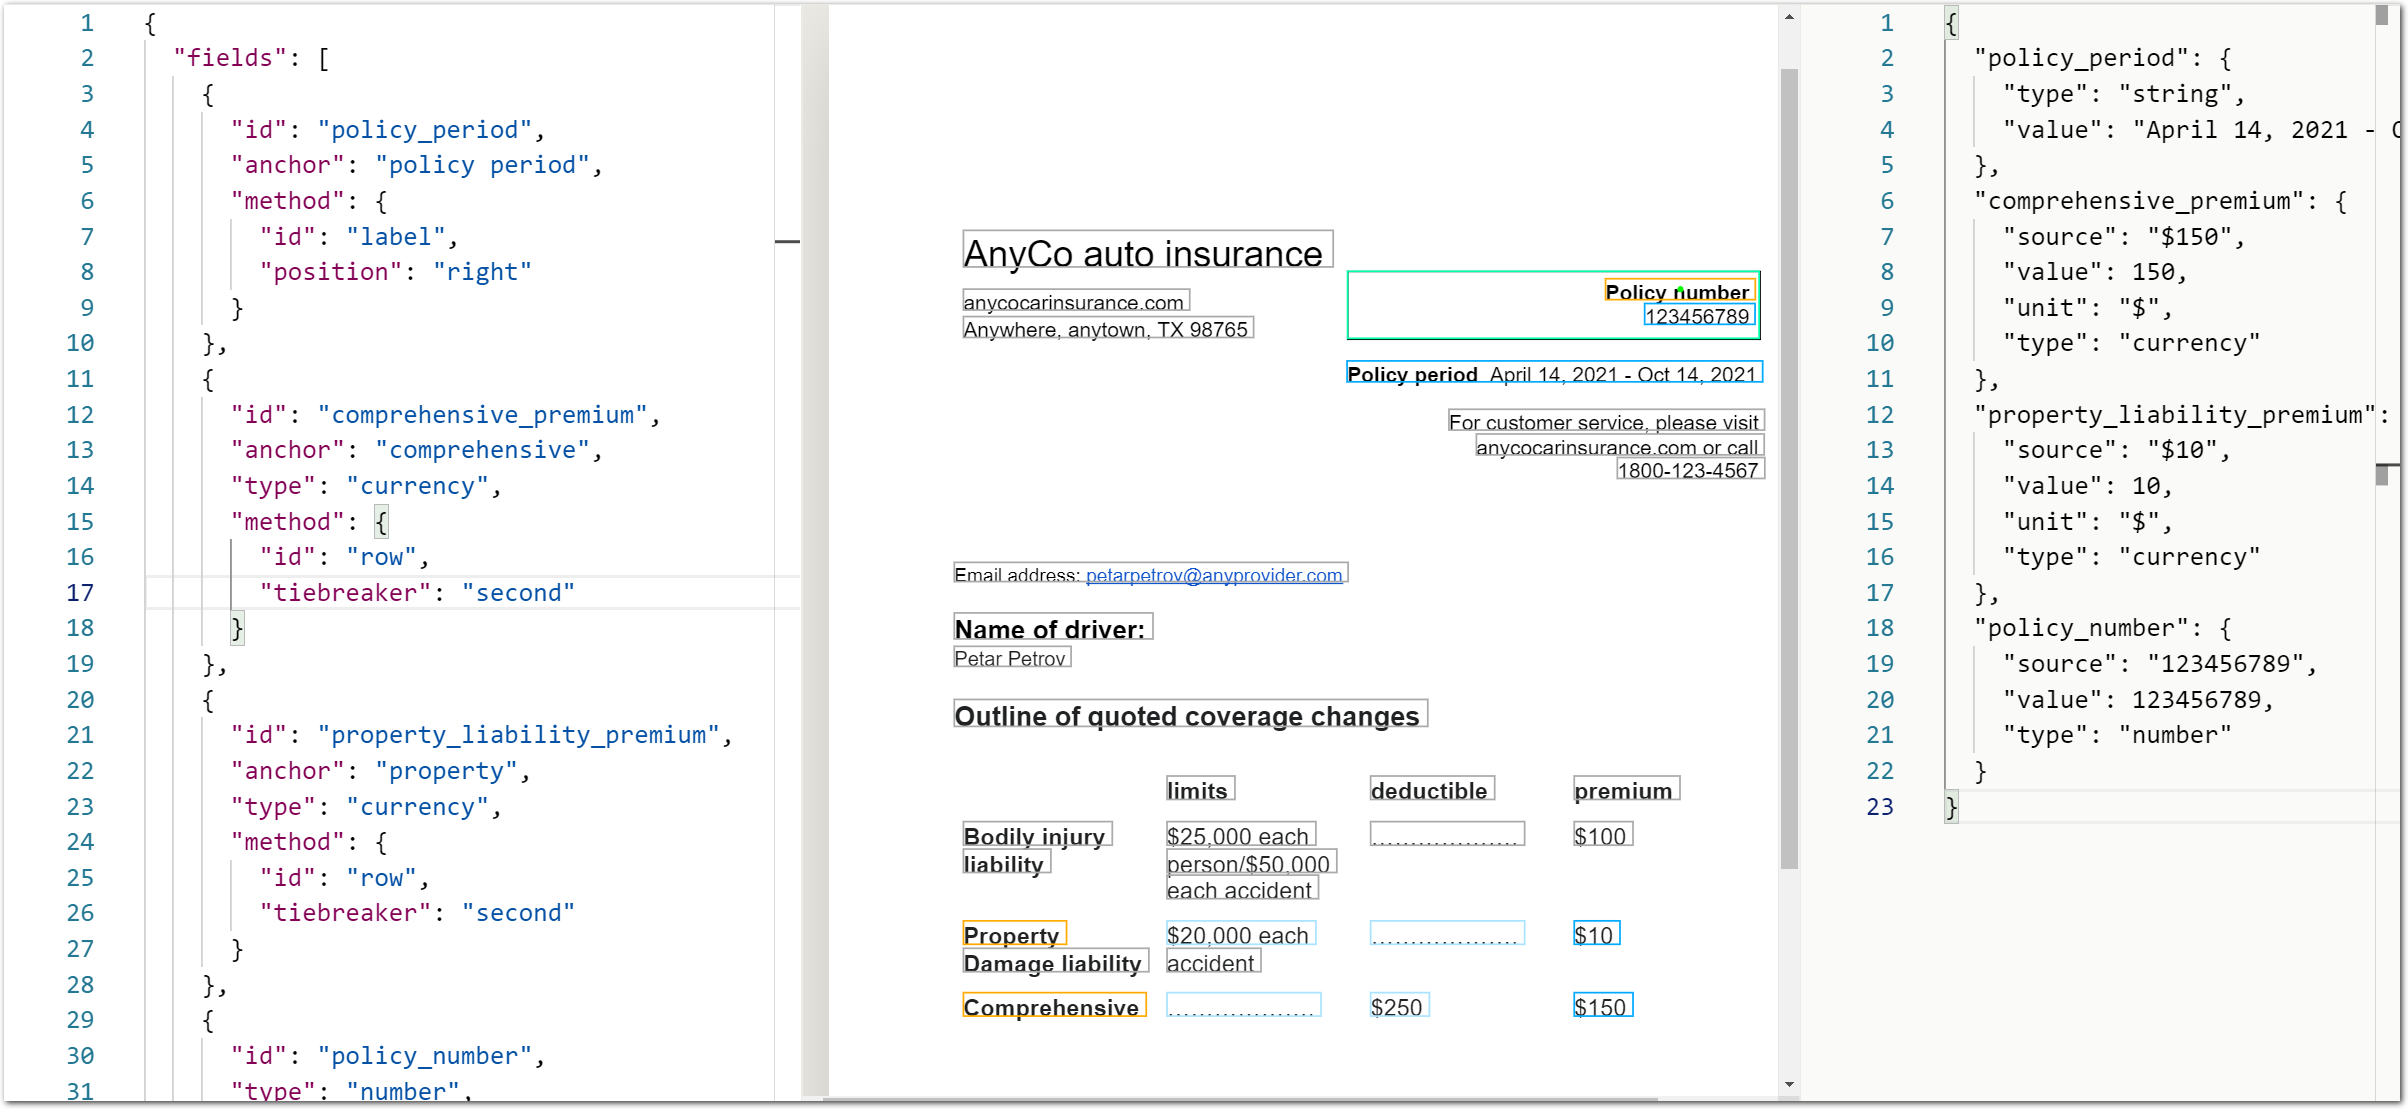 1 {
2 "fields": [
3 {
4 "id": "policy_period",
5 "anchor": "policy period",
6 "method": {
7 "id": "label",
8 "position": "right"
9 }
10 },
11 {
12 "id": "comprehensive_premium",
13 "anchor": "comprehensive",
14 "type": "currency",
15 "method": {
16 "id": "row",
17 "tiebreaker": "second"
18 }
19 },
20 {
21 "id": "property_liability_premium",
22 "anchor": "property",
23 "type": "currency",
24 "method": {
25 "id": "row",
26 "tiebreaker": "second"
27 }
28 },
29 {
30 "id": "policy_number",
31 "type": "number",
AnyCo auto insurance
anycocarinsurance.com
Anywhere, anytown, TX 98765
Policy number
123456789
Policy period April 14, 2021 - Oct 14, 2021
For customer service, please visit
anycocarinsurance.com or call
1800-123-4567
Email address: petarpetrov@anyprovider.com
Name of driver:
Petar Petrov
Outline of quoted coverage changes
limits deductible premium
Bodily injury $25,000 each ................... $100
liability person/$50,000
each accident
Property $20,000 each ................... $10
Damage liability accident
Comprehensive ................... $250 $150
1 {
2 "policy_period": {
3 "type": "string",
4 "value": "April 14, 2021 -
5 },
6 "comprehensive_premium": {
7 "source": "$150",
8 "value": 150,
9 "unit": "$",
10 "type": "currency"
11 },
12 "property_liability_premium":
13 "source": "$10",
14 "value": 10,
15 "unit": "$",
16 "type": "currency"
17 },
18 "policy_number": {
19 "source": "123456789",
20 "value": 123456789,
21 "type": "number"
22 }
23 }